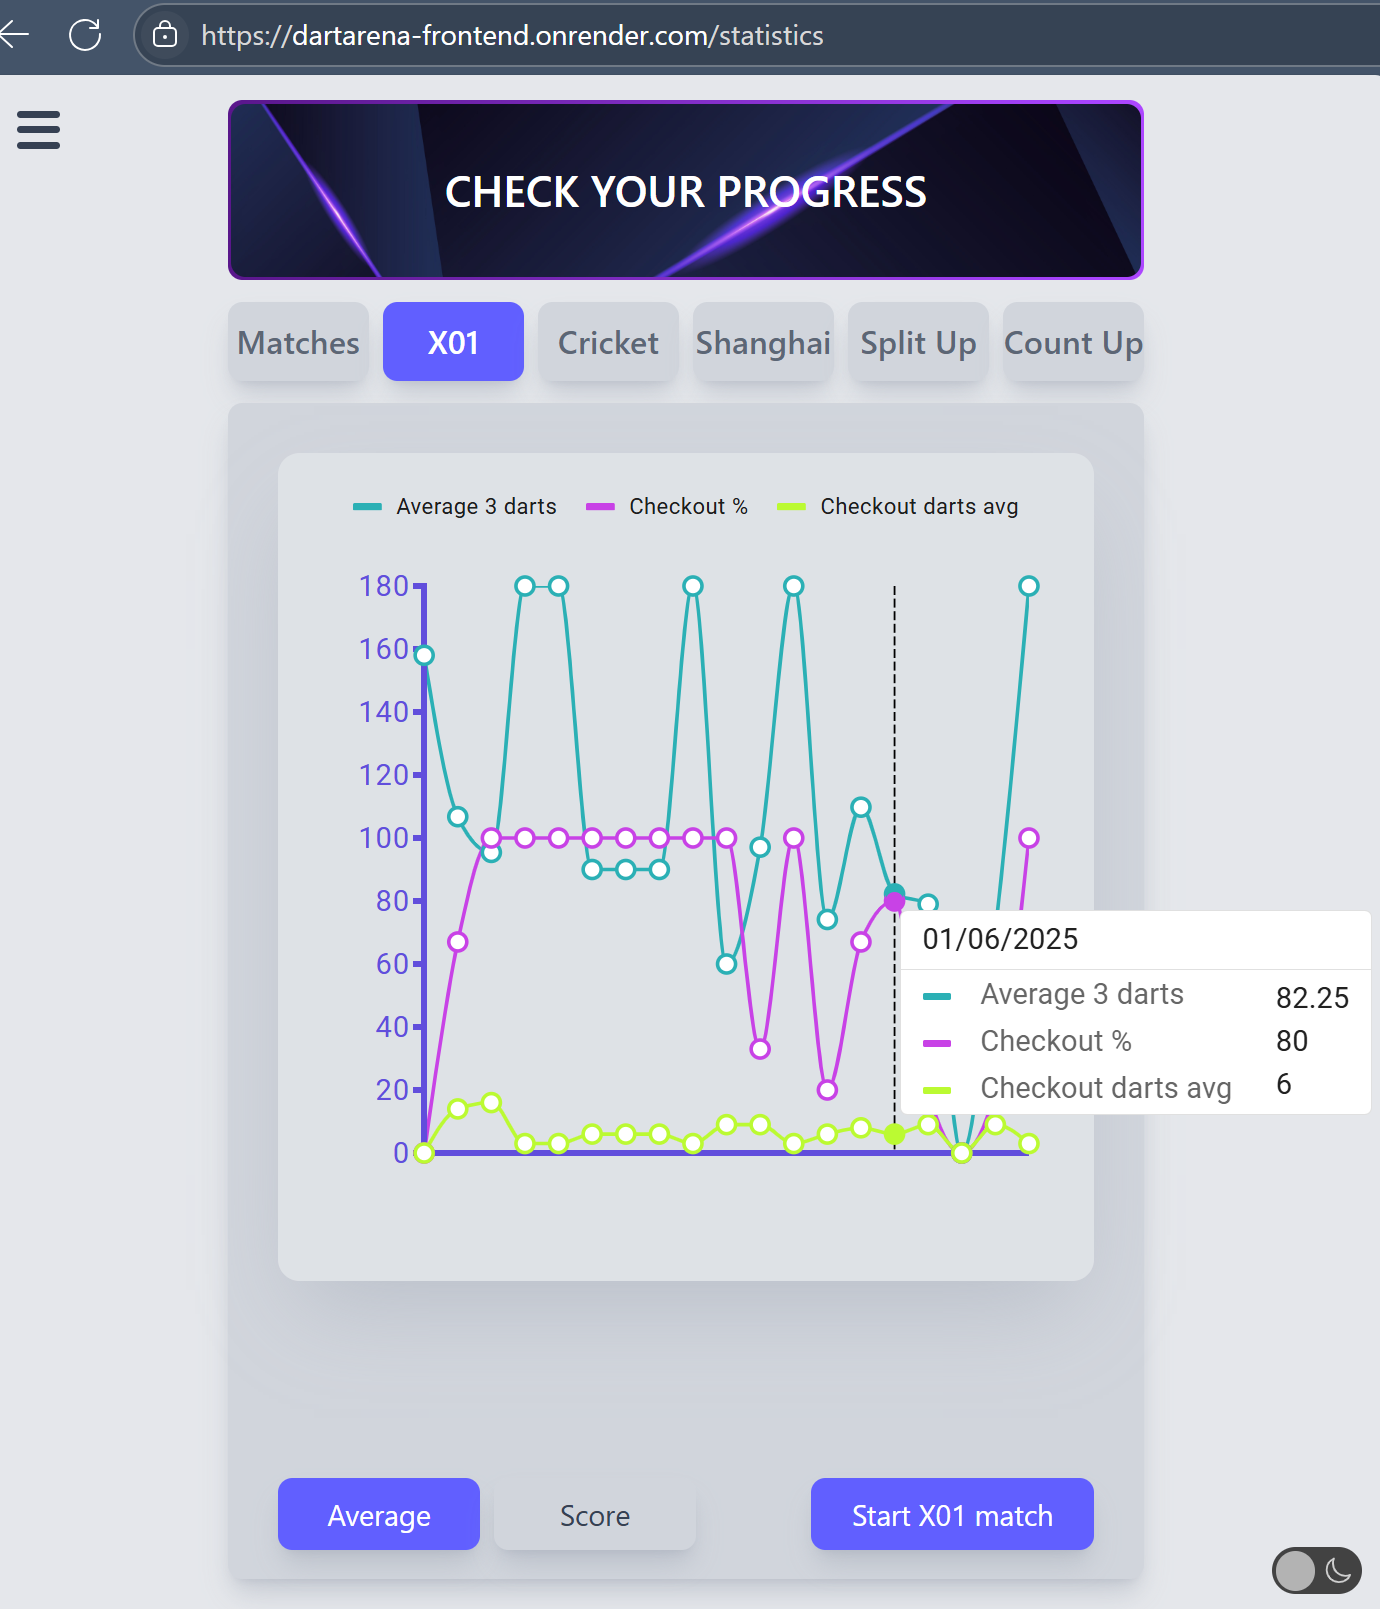 https://dartarena-frontend.onrender.com/statistics
CHECK YOUR PROGRESS
Matches X01 Cricket Shanghai Split Up Count Up
Average 3 darts Checkout % Checkout darts avg
180
160
140
120
100
80
60
40
20
0
01/06/2025
Average 3 darts 82.25
Checkout % 80
Checkout darts avg 6
Average Score Start X01 match